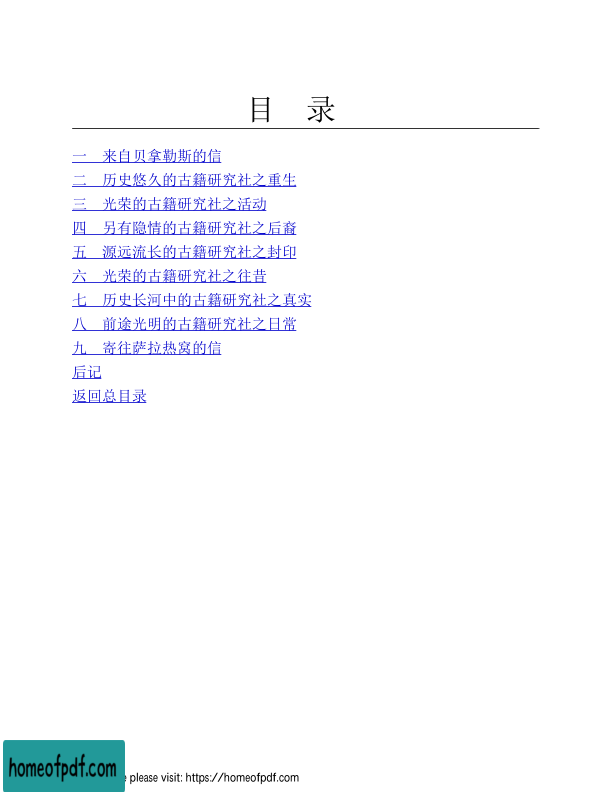 目　录
一　来自贝拿勒斯的信
二　历史悠久的古籍研究社之重生
三　光荣的古籍研究社之活动
四　另有隐情的古籍研究社之后裔
五　源远流长的古籍研究社之封印
六　光荣的古籍研究社之往昔
七　历史长河中的古籍研究社之真实
八　前途光明的古籍研究社之日常
九　寄往萨拉热窝的信
后记
返回总目录
homeofpdf.com e please visit: https://homeofpdf.com